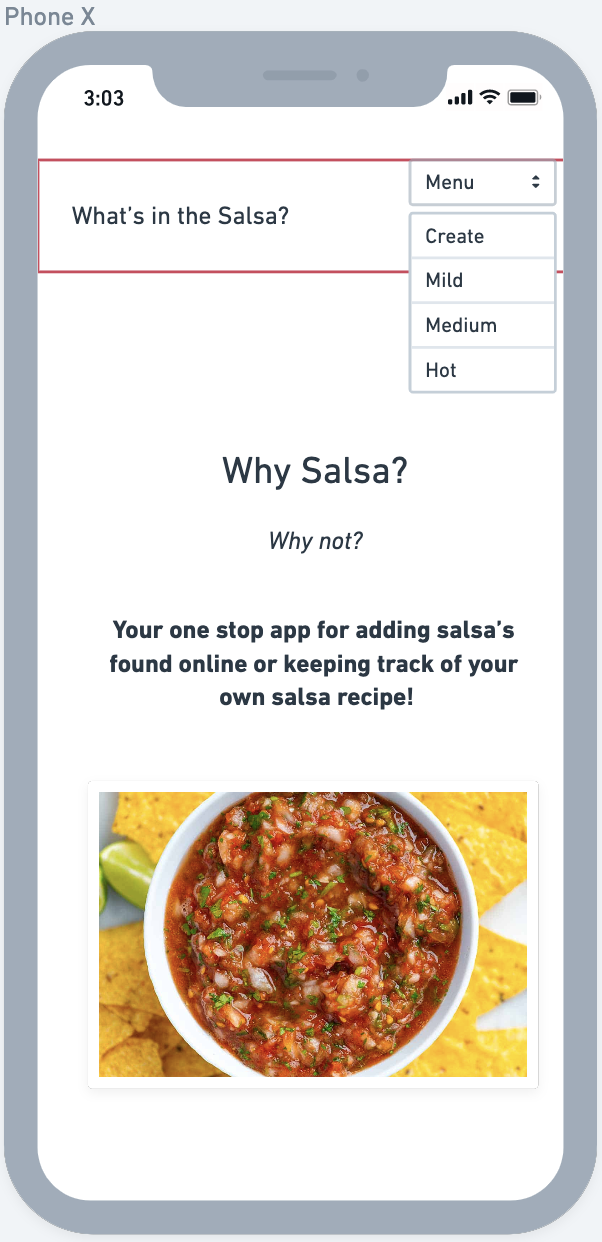 Phone X
3:03
Menu
What's in the Salsa?
Create
Mild
Medium
Hot
Why Salsa?
Why not?
Your one stop app for adding salsa's
found online or keeping track of your
own salsa recipe!